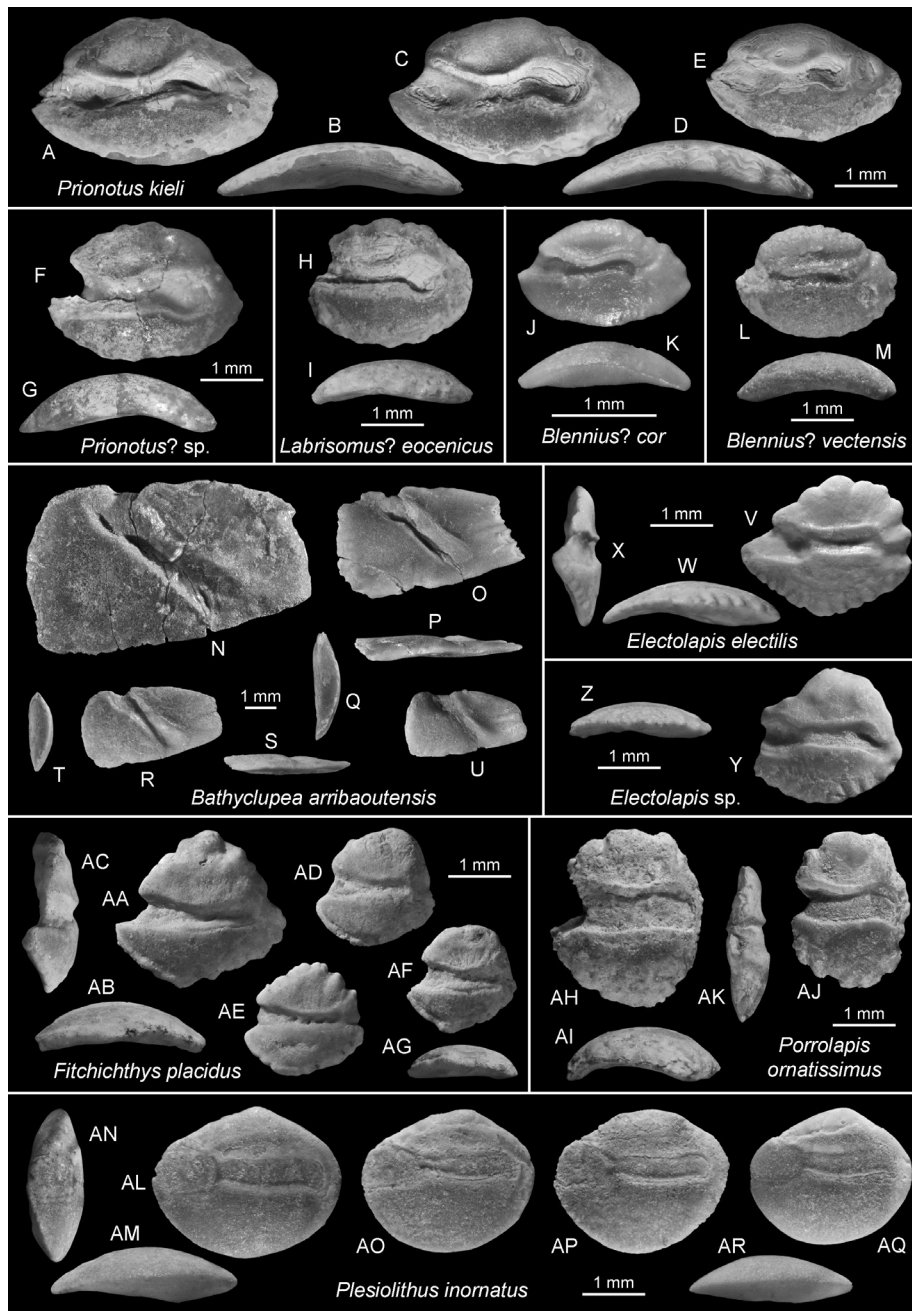 C
E
A
B
D
Prionotus kieli
1 mm
F
H
J
L
K
M
G
I
1 mm
1 mm
1 mm
1 mm
Prionotus? sp.
Labrisomus? eocenicus
Blennius? cor
Blennius? vectensis
N
O
P
Q
T
R
S
1 mm
U
Bathyclupea arribaoutensis
X
1 mm
V
W
Electolapis electilis
Z
1 mm
Y
Electolapis sp.
AC
AA
AD
1 mm
AB
AE
AF
AG
Fitchichthys placidus
AH
AK
AJ
AI
1 mm
Porrolapis
ornatissimus
AN
AL
AM
AO
AP
AR
AQ
Plesiolithus inornatus
1 mm